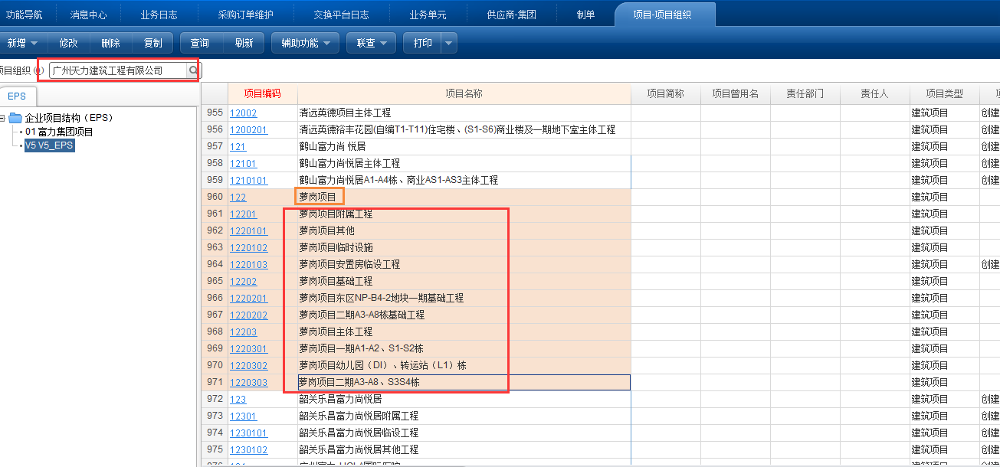 功能导航 消息中心 业务日志 采购订单维护 交换平台日志 业务单元 供应商-集团 制单 项目-项目组织
新增 修改 删除 复制 查询 刷新 辅助功能 联查 打印
项目组织 广州天力建筑工程有限公司
EPS
企业项目结构（EPS）
01 富力集团项目
V5 V5_EPS
项目编码 项目名称 项目简称 项目曾用名 责任部门 责任人 项目类型
955 12002 清远英德项目主体工程 建筑项目 创建
956 1200201 清远英德裕丰花园(自编T1-T11)住宅楼、(S1-S6)商业楼及一期地下室主体工程 建筑项目 创建
957 121 鹤山富力尚 悦居 建筑项目 创建
958 12101 鹤山富力尚悦居主体工程 建筑项目 创建
959 1210101 鹤山富力尚悦居A1-A4栋、商业AS1-AS3主体工程 建筑项目 创建
960 122 萝岗项目 建筑项目
961 12201 萝岗项目附属工程 建筑项目
962 1220101 萝岗项目其他 建筑项目
963 1220102 萝岗项目临时设施 建筑项目
964 1220103 萝岗项目安置房临设工程 建筑项目 创建
965 12202 萝岗项目基础工程 建筑项目
966 1220201 萝岗项目东区NP-B4-2地块一期基础工程 建筑项目
967 1220202 萝岗项目二期A3-A8栋基础工程 建筑项目
968 12203 萝岗项目主体工程 建筑项目
969 1220301 萝岗项目一期A1-A2、S1-S2栋 建筑项目
970 1220302 萝岗项目幼儿园（DI）、转运站（L1）栋 建筑项目
971 1220303 萝岗项目二期A3-A8、S3S4栋 建筑项目
972 123 韶关乐昌富力尚悦居 建筑项目 创建
973 12301 韶关乐昌富力尚悦居附属工程 建筑项目 创建
974 1230101 韶关乐昌富力尚悦居临设工程 建筑项目 创建
975 1230102 韶关乐昌富力尚悦居其他工程 建筑项目 创建